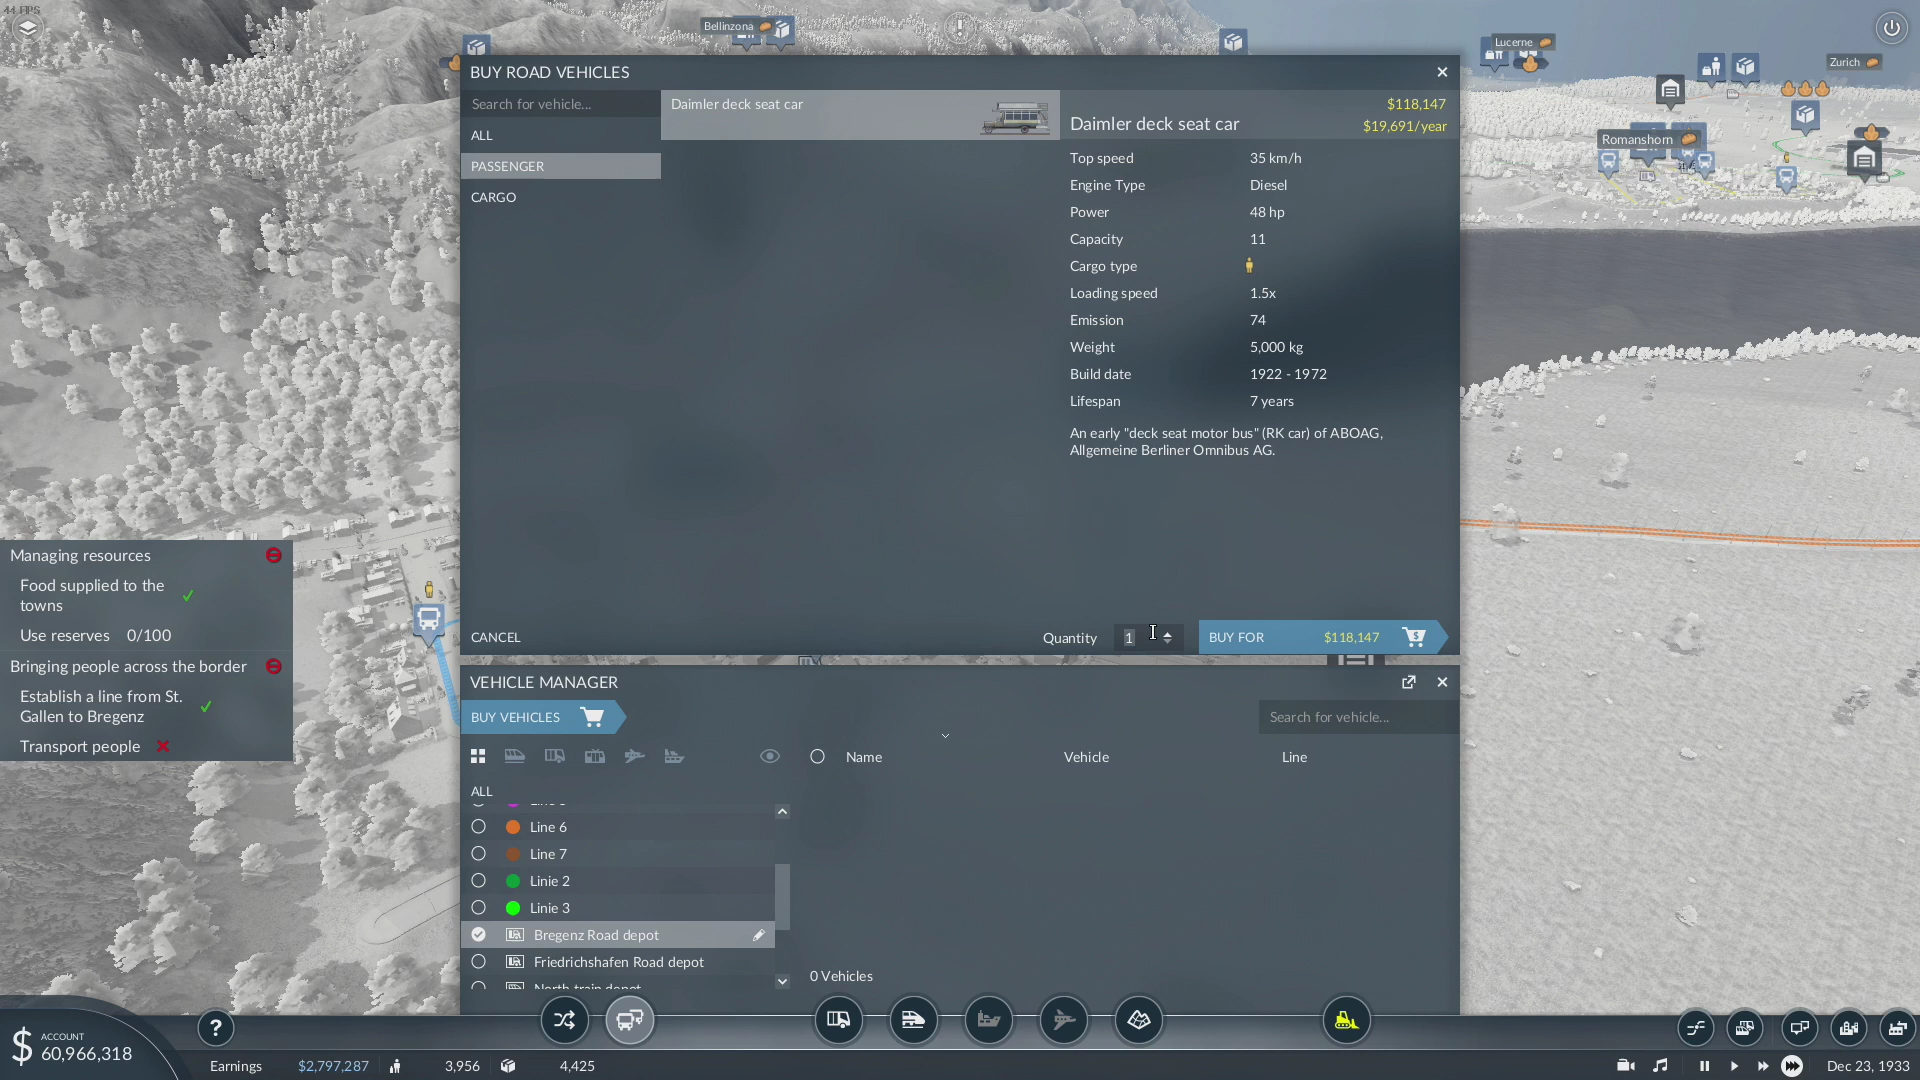 44 FPS
Bellinzona
Lucerne
Zurich
Romanshorn
BUY ROAD VEHICLES
Search for vehicle...
ALL
PASSENGER
CARGO
Daimler deck seat car
$118,147
Daimler deck seat car
$19,691/year
Top speed 35 km/h
Engine Type Diesel
Power 48 hp
Capacity 11
Cargo type
Loading speed 1.5x
Emission 74
Weight 5,000 kg
Build date 1922 - 1972
Lifespan 7 years
An early "deck seat motor bus" (RK car) of ABOAG,
Allgemeine Berliner Omnibus AG.
CANCEL
Quantity 1
BUY FOR $118,147
Managing resources
Food supplied to the
towns
Use reserves 0/100
Bringing people across the border
Establish a line from St.
Gallen to Bregenz
Transport people
VEHICLE MANAGER
BUY VEHICLES
Search for vehicle...
Name Vehicle Line
ALL
Line 6
Line 7
Linie 2
Linie 3
Bregenz Road depot
Friedrichshafen Road depot
North train depot
0 Vehicles
?
$ ACCOUNT
60,966,318
Earnings $2,797,287 3,956 4,425
Dec 23, 1933